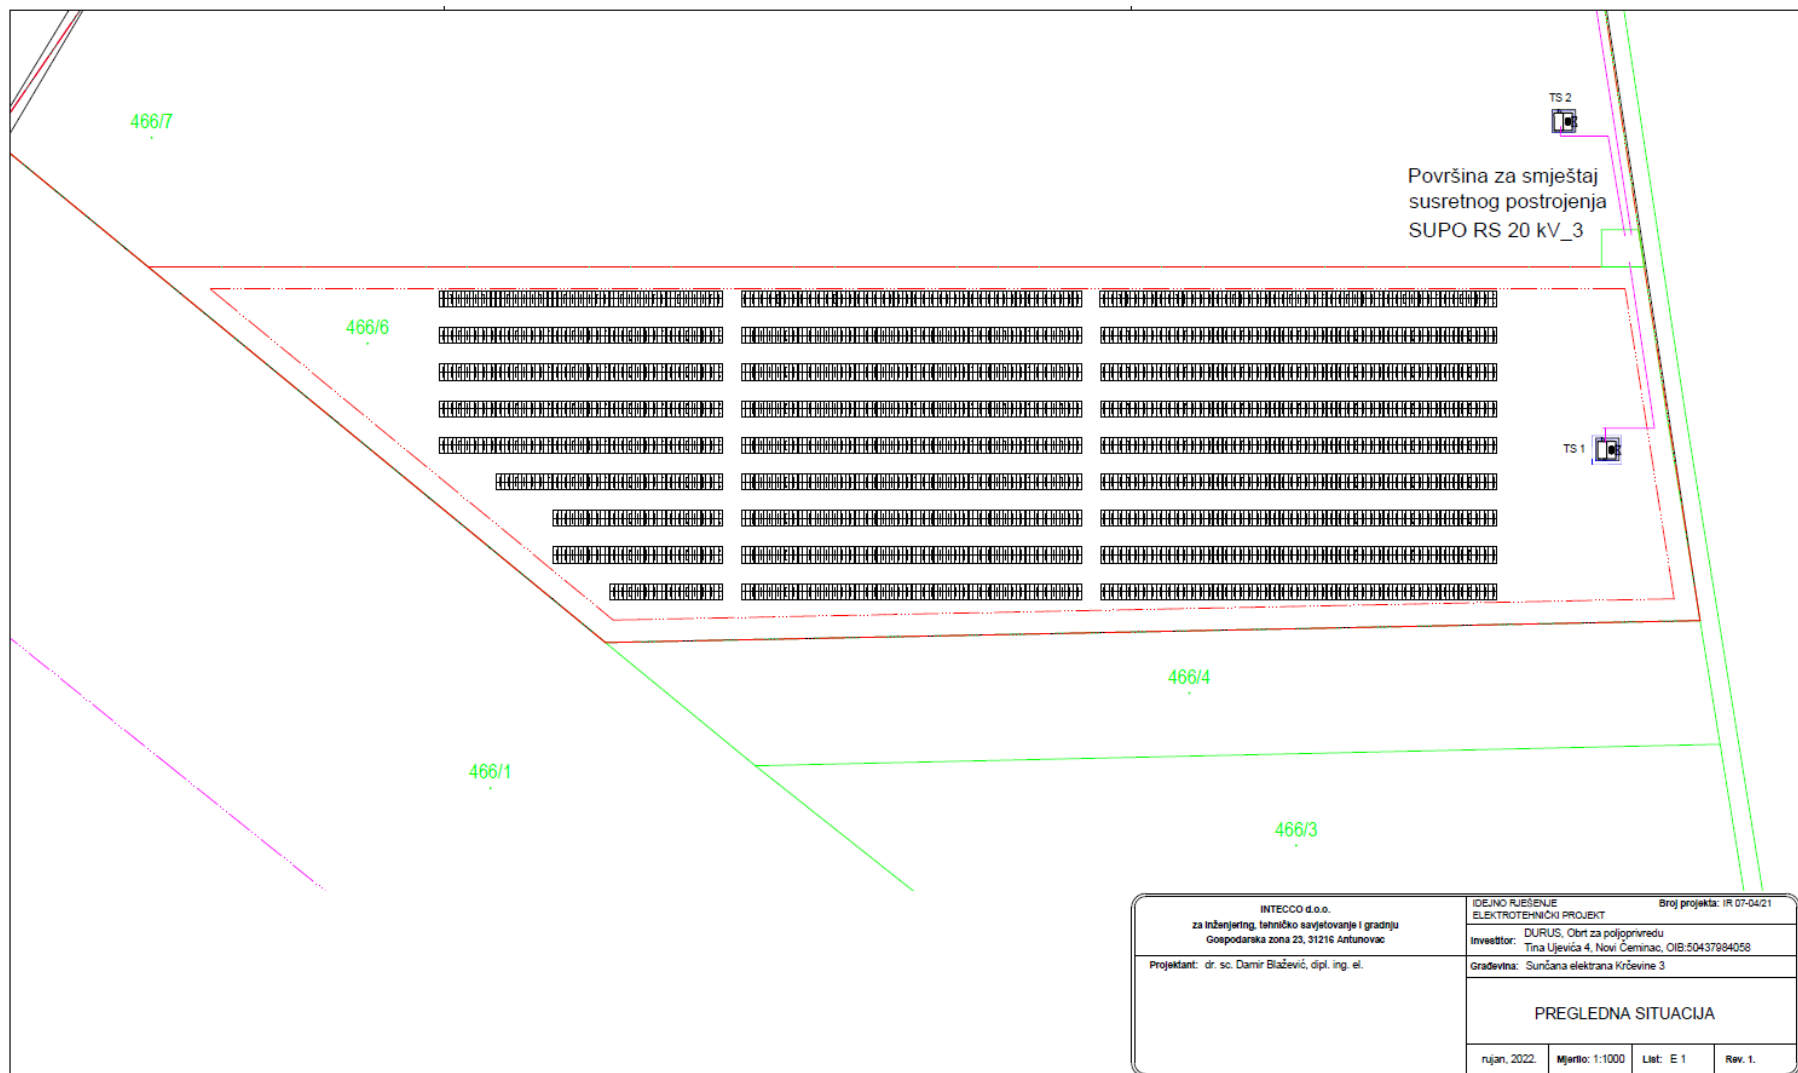 466/7
TS 2
Površina za smještaj
susretnog postrojenja
SUPO RS 20 kV_3
466/6
TS 1
466/4
466/1
466/3
INTECCO d.o.o.
za inženjering, tehničko savjetovanje i gradnju
Gospodarska zona 23, 31216 Antunovac
Projektant: dr. sc. Damir Blažević, dipl. ing. el.
IDEJNO RJEŠENJE Broj projekta: IR 07-04/21
ELEKTROTEHNIČKI PROJEKT
Investitor: DURUS, Obrt za poljoprivredu
Tina Ujevića 4, Novi Čeminac, OIB:50437984058
Građevina: Sunčana elektrana Krčevine 3
PREGLEDNA SITUACIJA
rujan, 2022. Mjerilo: 1:1000 List: E 1 Rev. 1.